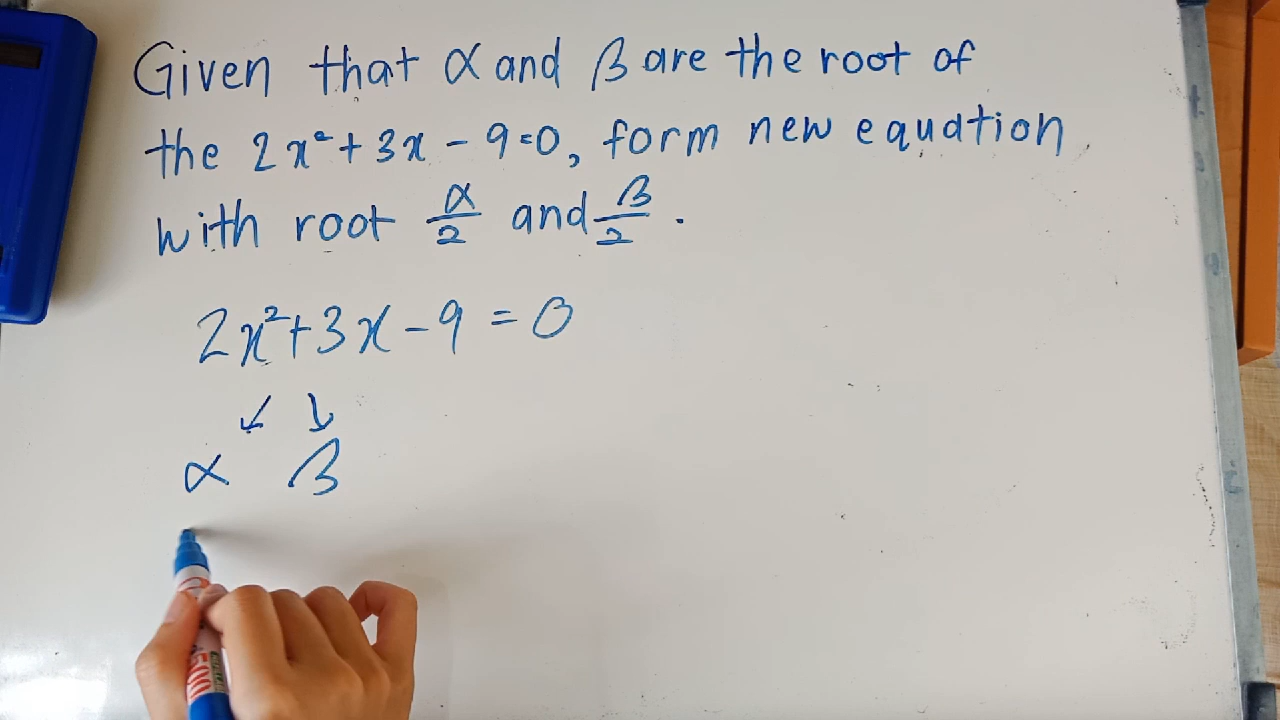 Given that α and β are the root of
the 2x²+3x-9=0, form new equation
with root α/2 and β/2.
2x²+3x-9=0
↙ ↘
α β
500